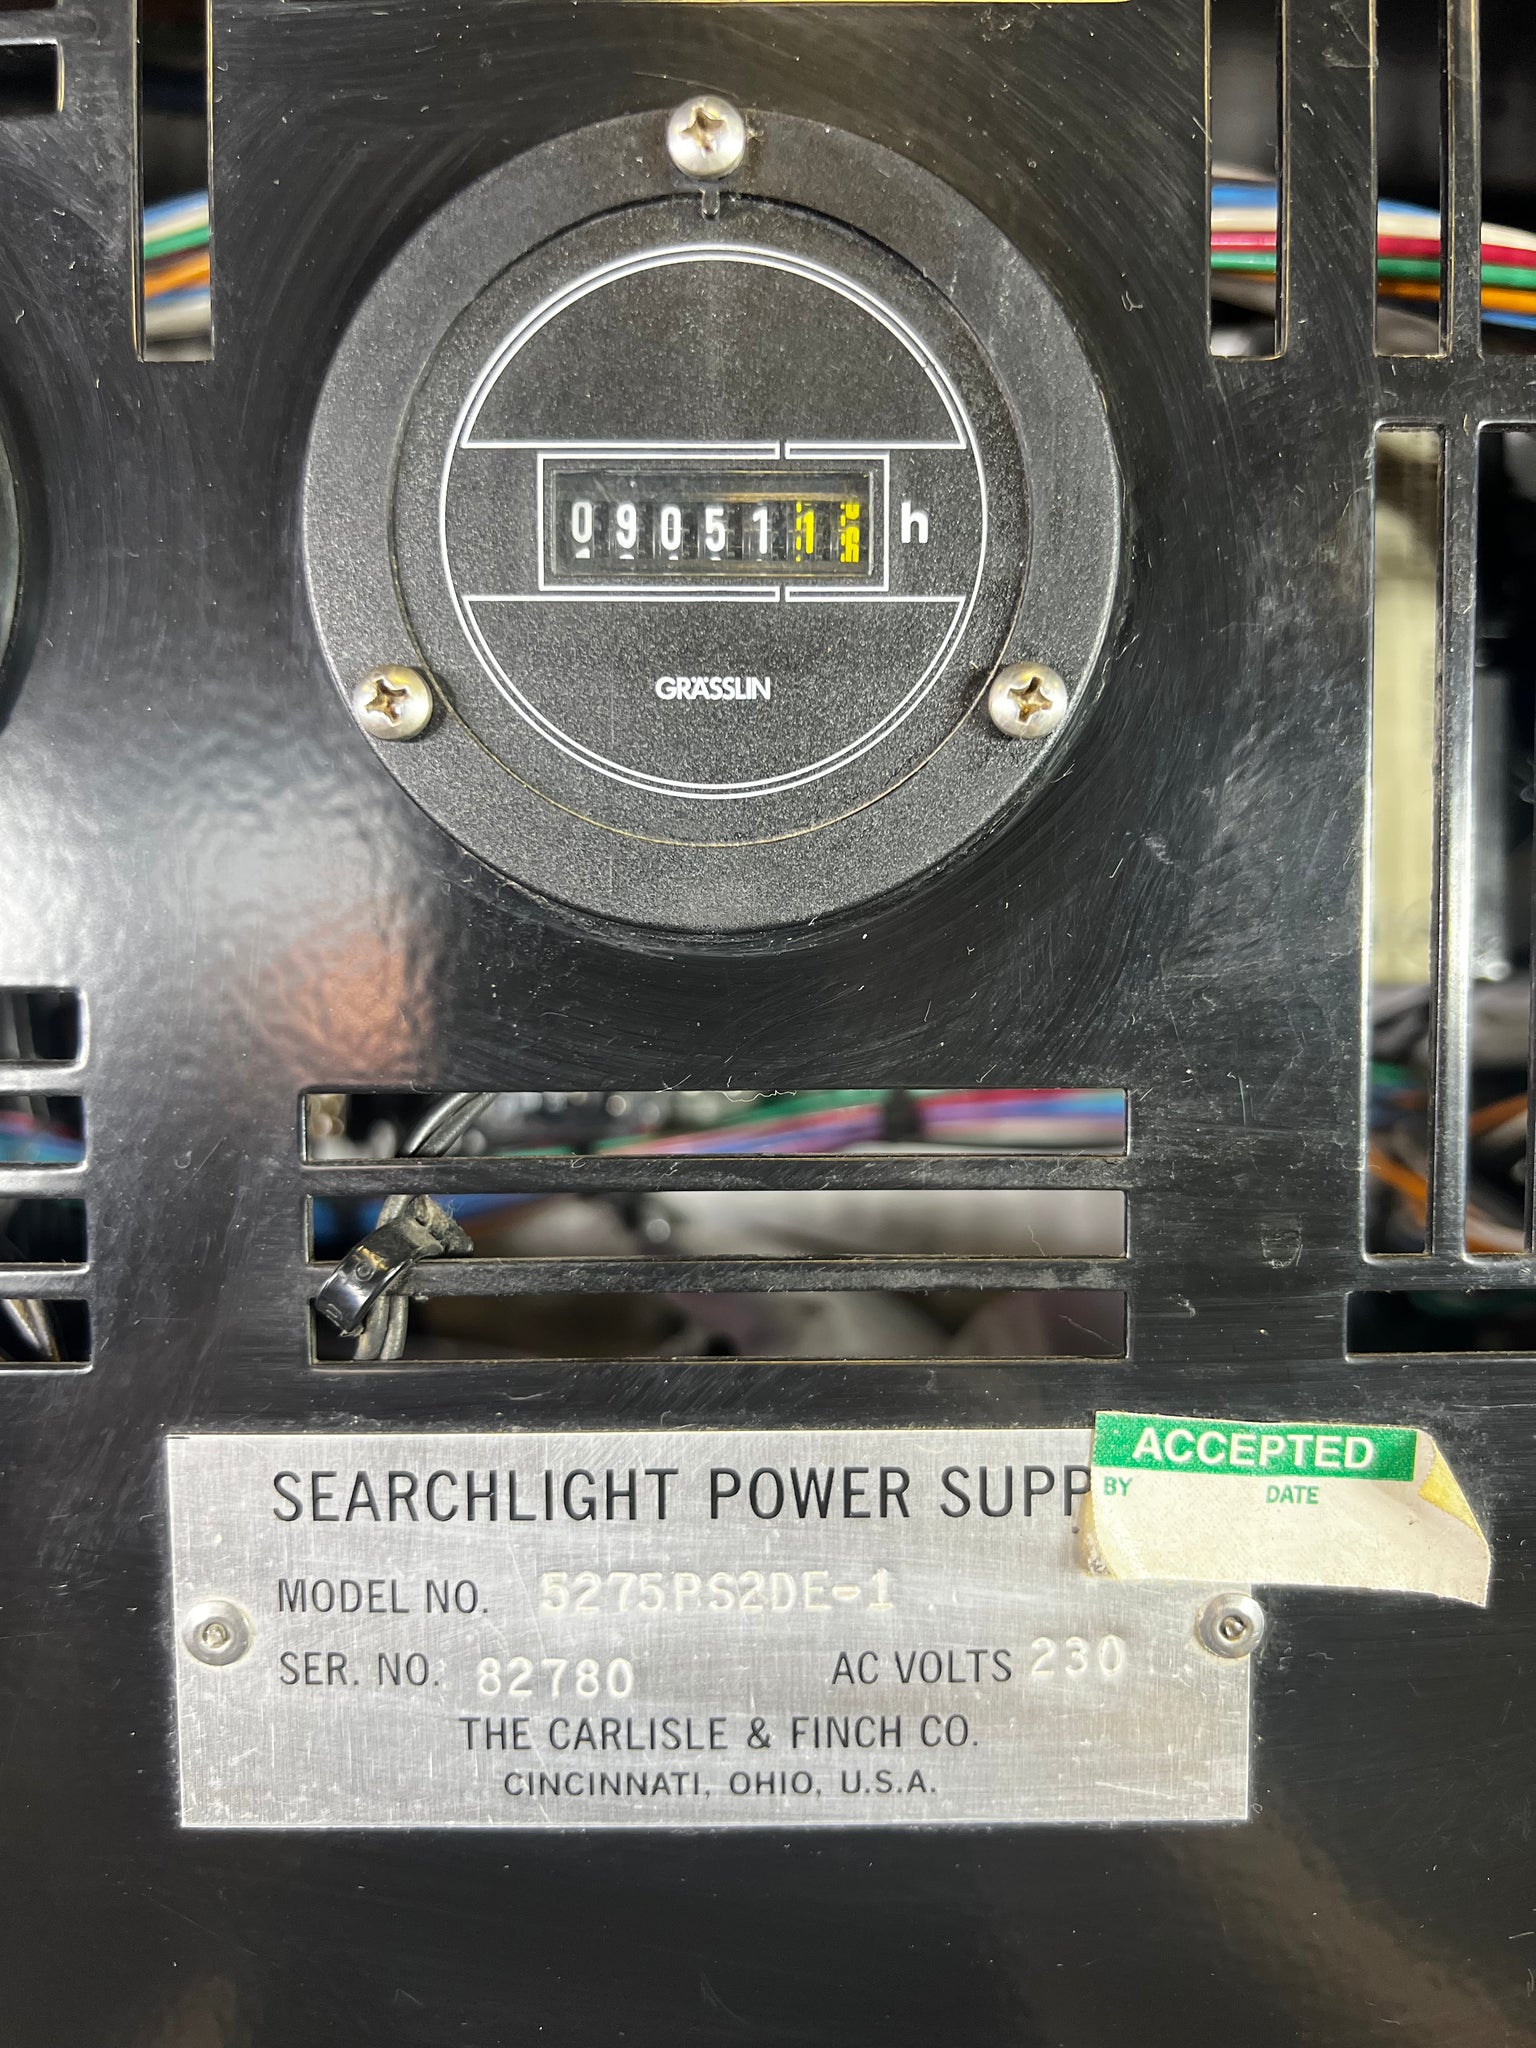 090511
h
GRÄSSLIN
ACCEPTED
BY DATE
SEARCHLIGHT POWER SUPP
MODEL NO. 5275PS2DE-1
SER. NO. 82780 AC VOLTS 230
THE CARLISLE & FINCH CO.
CINCINNATI, OHIO, U.S.A.